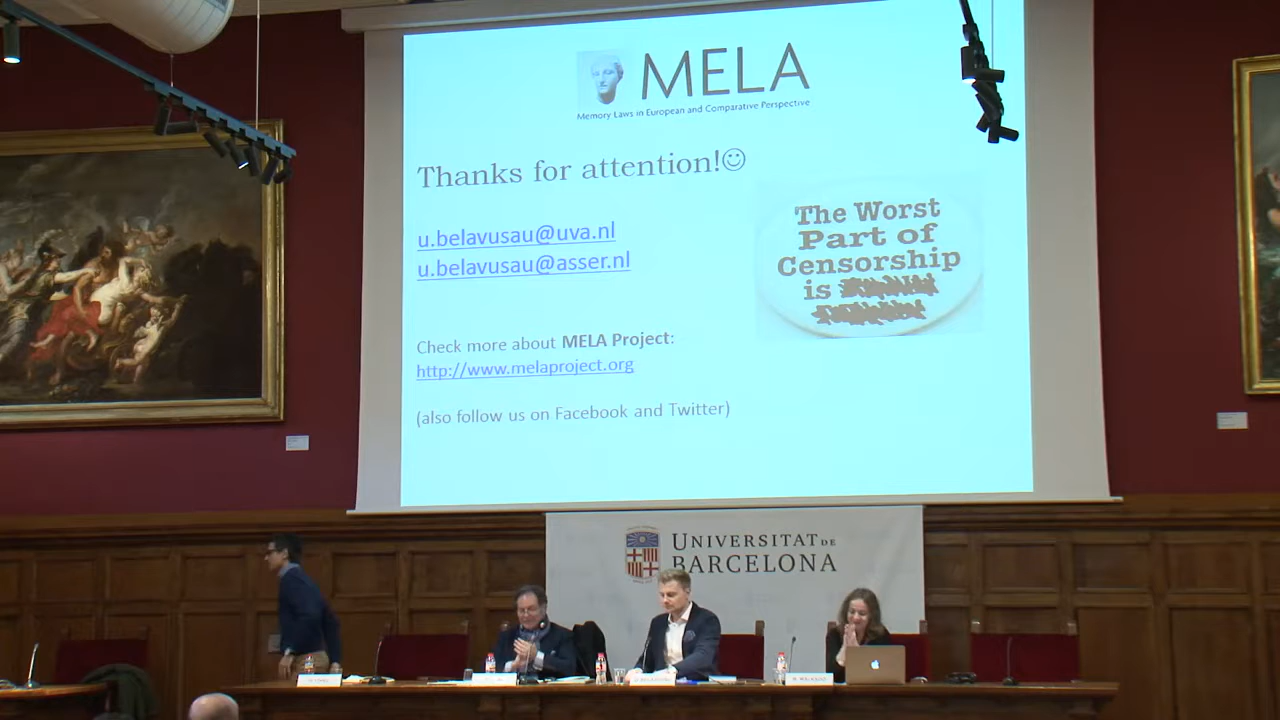 MELA
Memory Laws in European and Comparative Perspective
Thanks for attention!☺
u.belavusau@uva.nl
u.belavusau@asser.nl
The Worst
Part of
Censorship
is
Check more about MELA Project:
http://www.melaproject.org
(also follow us on Facebook and Twitter)
UNIVERSITAT DE
BARCELONA